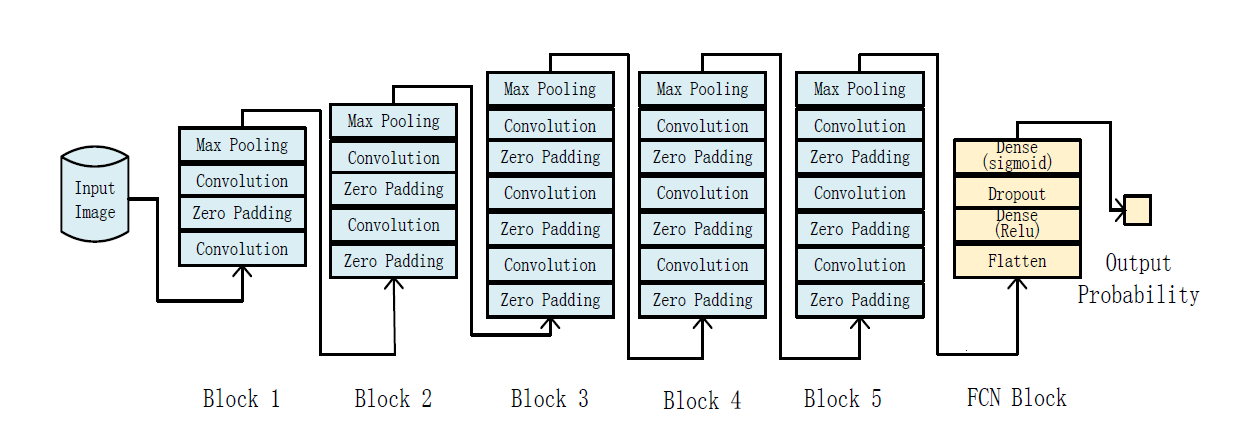 Input
Image
Max Pooling
Convolution
Zero Padding
Convolution
Block 1
Max Pooling
Convolution
Zero Padding
Convolution
Zero Padding
Block 2
Max Pooling
Convolution
Zero Padding
Convolution
Zero Padding
Convolution
Zero Padding
Block 3
Max Pooling
Convolution
Zero Padding
Convolution
Zero Padding
Convolution
Zero Padding
Block 4
Max Pooling
Convolution
Zero Padding
Convolution
Zero Padding
Convolution
Zero Padding
Block 5
Dense
(sigmoid)
Dropout
Dense
(Relu)
Flatten
FCN Block
Output
Probability